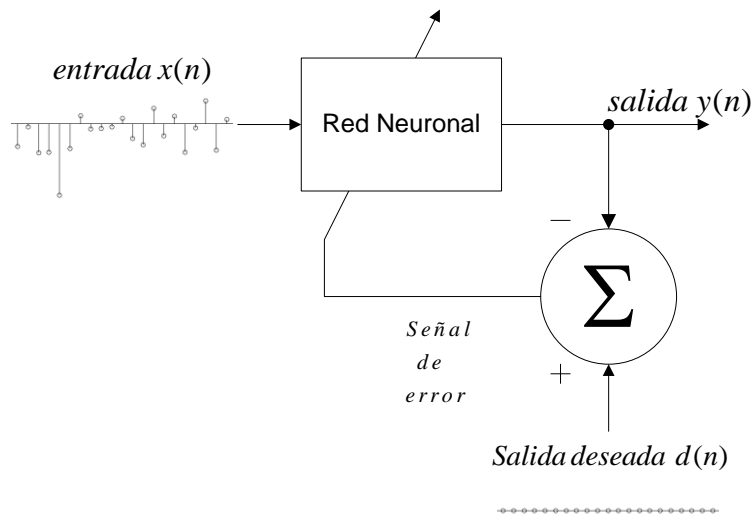 entrada x(n)
Red Neuronal
salida y(n)
−
Σ
Señal
de
error
+
Salida deseada d(n)